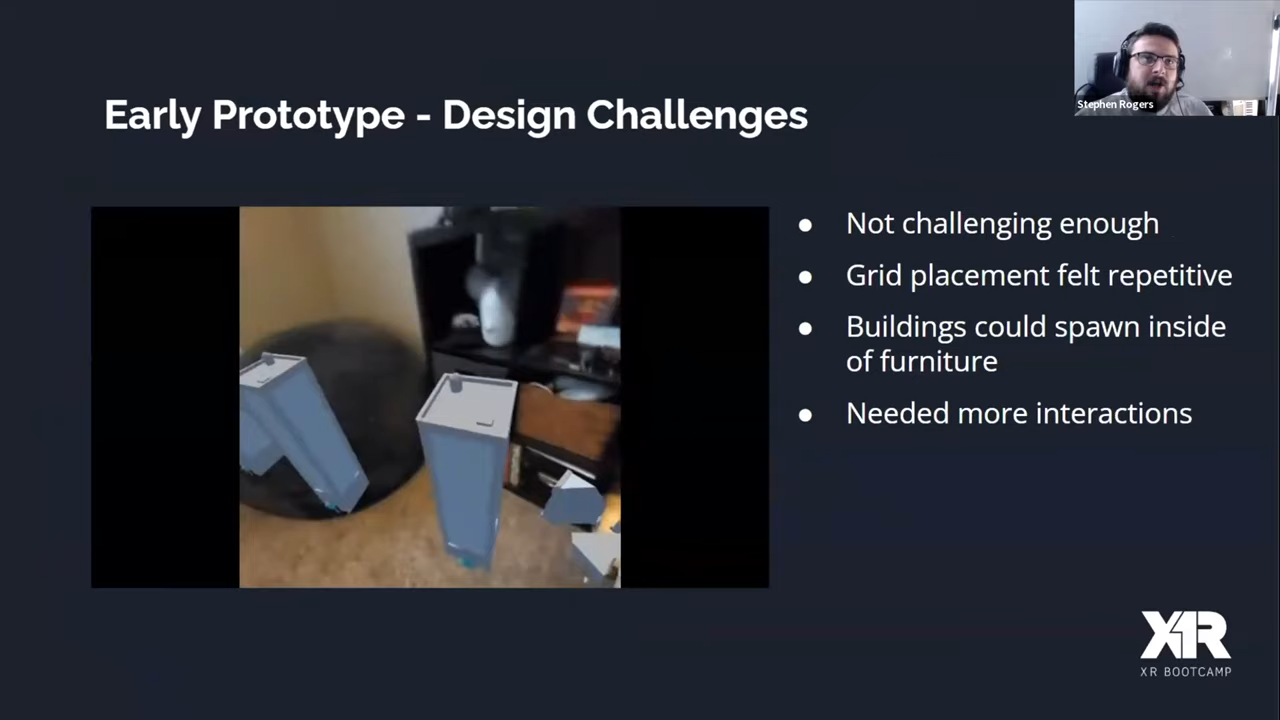 Stephen Rogers
Early Prototype - Design Challenges
● Not challenging enough
● Grid placement felt repetitive
● Buildings could spawn inside
of furniture
● Needed more interactions
XR
XR BOOTCAMP